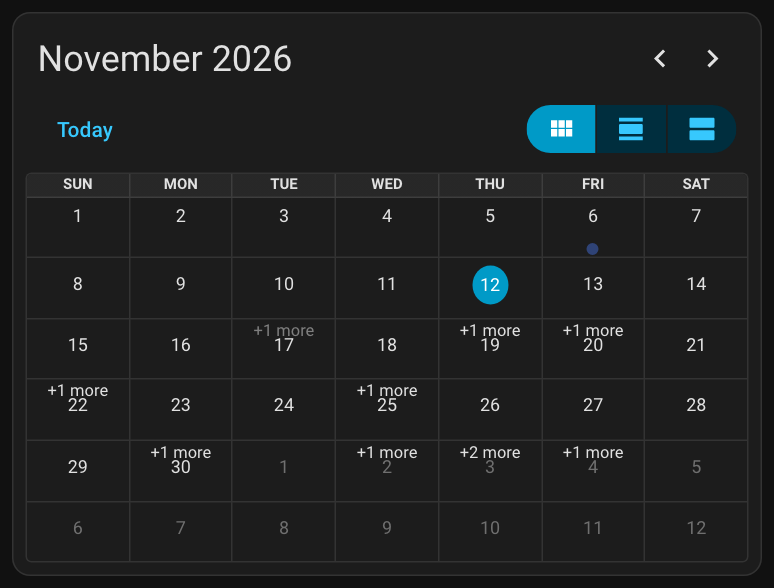 November 2026
Today
SUN MON TUE WED THU FRI SAT
1 2 3 4 5 6 7
8 9 10 11 12 13 14
+1 more +1 more +1 more
15 16 17 18 19 20 21
+1 more +1 more
22 23 24 25 26 27 28
+1 more +1 more +2 more +1 more
29 30 1 2 3 4 5
6 7 8 9 10 11 12